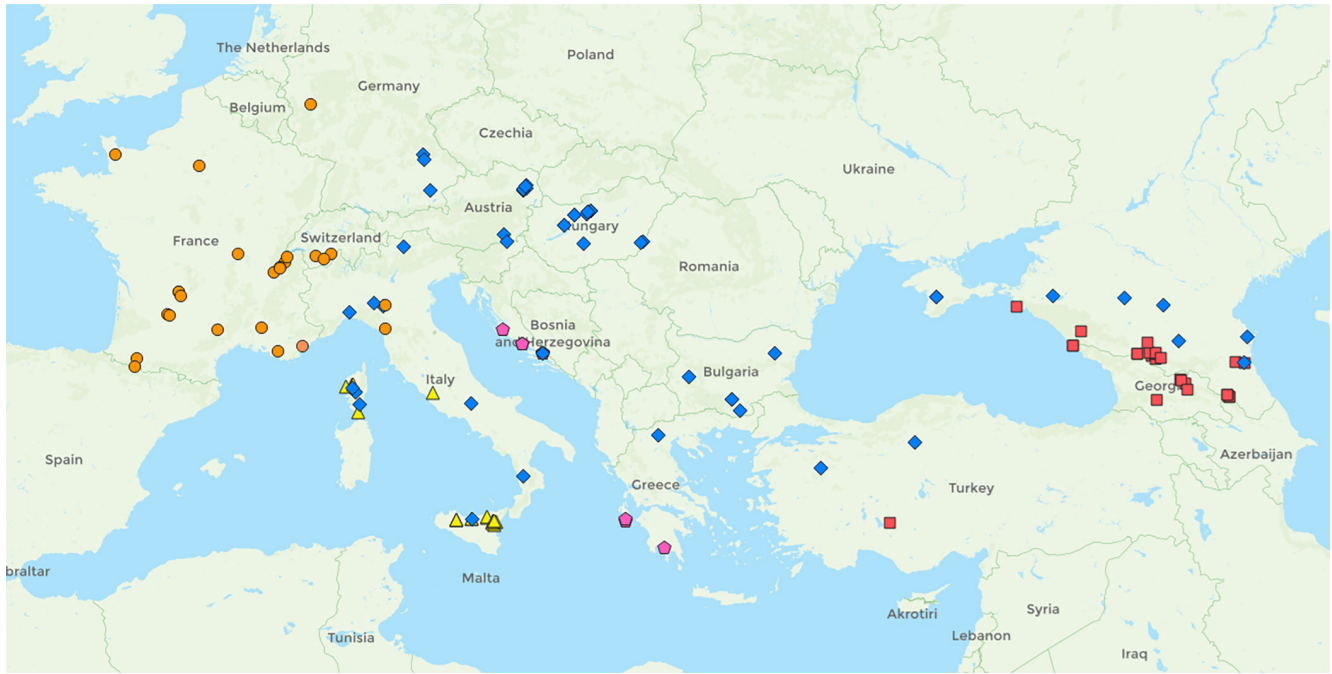 The Netherlands
Poland
Germany
Belgium
Czechia
Ukraine
Austria
France
Switzerland
Hungary
Romania
Bosnia
and Herzegovina
Bulgaria
Italy
Georgia
Spain
Azerbaijan
Greece
Turkey
braltar
Malta
Akrotiri
Syria
Tunisia
Lebanon
Iraq